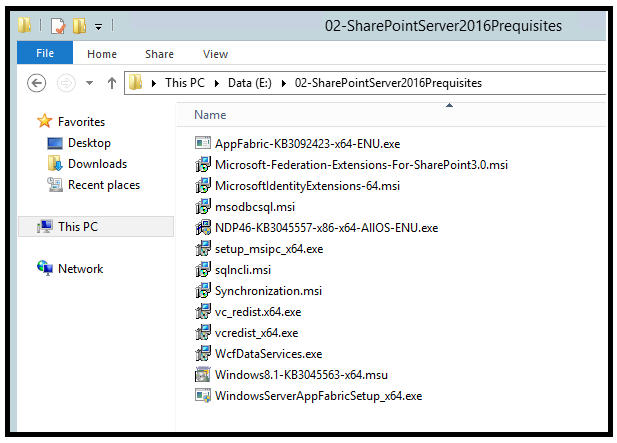 02-SharePointServer2016Prequisites
File Home Share View
This PC Data (E:) 02-SharePointServer2016Prequisites
Name
Favorites
Desktop
Downloads
Recent places
This PC
Network
AppFabric-KB3092423-x64-ENU.exe
Microsoft-Federation-Extensions-For-SharePoint3.0.msi
MicrosoftIdentityExtensions-64.msi
msodbcsql.msi
NDP46-KB3045557-x86-x64-AllOS-ENU.exe
setup_msipc_x64.exe
sqlncli.msi
Synchronization.msi
vc_redist.x64.exe
vcredist_x64.exe
WcfDataServices.exe
Windows8.1-KB3045563-x64.msu
WindowsServerAppFabricSetup_x64.exe